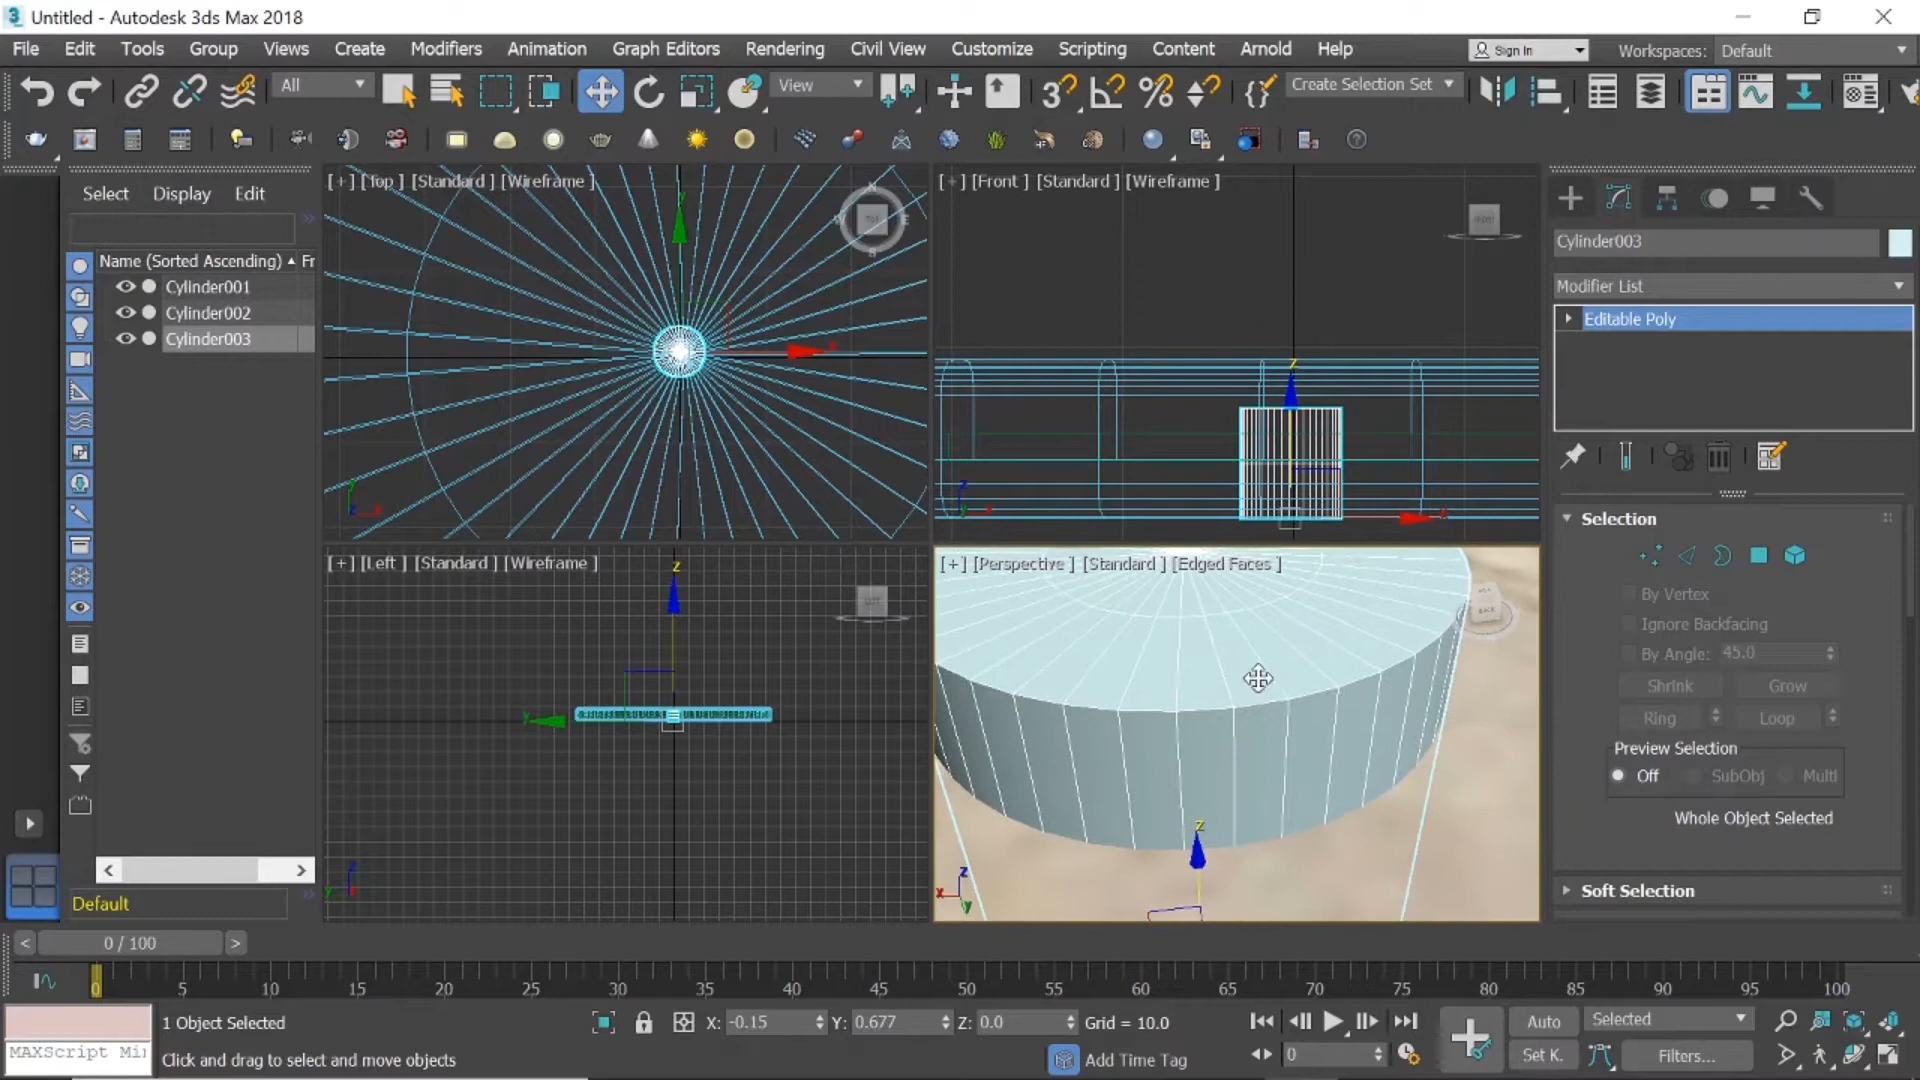 Untitled - Autodesk 3ds Max 2018
File Edit Tools Group Views Create Modifiers Animation Graph Editors Rendering Civil View Customize Scripting Content Arnold Help Sign In Workspaces: Default
All View Create Selection Set
Select Display Edit
Name (Sorted Ascending) Fr
Cylinder001
Cylinder002
Cylinder003
Default
[+] [Top] [Standard] [Wireframe]
[+] [Front] [Standard] [Wireframe]
[+] [Left] [Standard] [Wireframe]
[+] [Perspective] [Standard] [Edged Faces]
Cylinder003
Modifier List
Editable Poly
Selection
By Vertex
Ignore Backfacing
By Angle: 45.0
Shrink Grow
Ring Loop
Preview Selection
Off SubObj Multi
Whole Object Selected
Soft Selection
< 0 / 100 >
0 5 10 15 20 25 30 35 40 45 50 55 60 65 70 75 80 85 90 95 100
1 Object Selected X: -0.15 Y: 0.677 Z: 0.0 Grid = 10.0 Auto Selected
MAXScript Mi
Click and drag to select and move objects Add Time Tag 0 Set K. Filters...